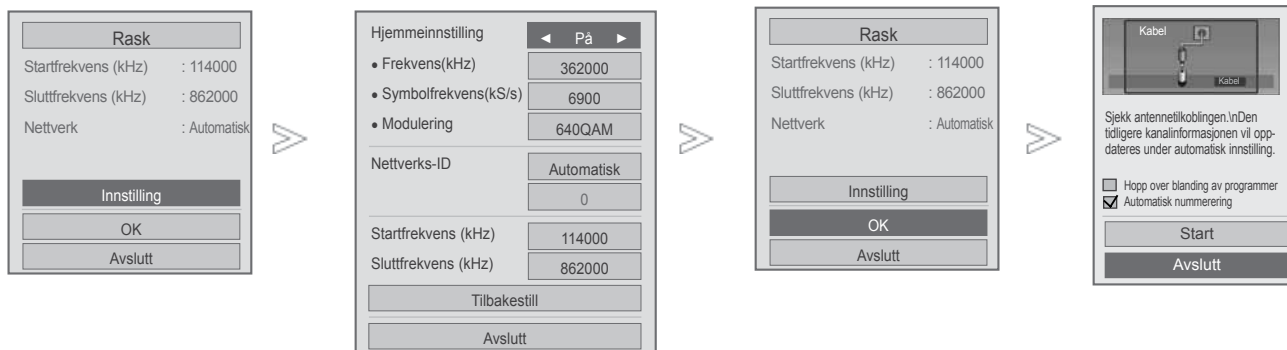 Rask
Startfrekvens (kHz) : 114000
Sluttfrekvens (kHz) : 862000
Nettverk : Automatisk
Innstilling
OK
Avslutt
Hjemmeinnstilling ◄ På ►
• Frekvens(kHz) 362000
• Symbolfrekvens(kS/s) 6900
• Modulering 640QAM
Nettverks-ID Automatisk
0
Startfrekvens (kHz) 114000
Sluttfrekvens (kHz) 862000
Tilbakestill
Avslutt
Rask
Startfrekvens (kHz) : 114000
Sluttfrekvens (kHz) : 862000
Nettverk : Automatisk
Innstilling
OK
Avslutt
Kabel
Kabel
Sjekk antennetilkoblingen.\nDen
tidligere kanalinformasjonen vil opp-
dateres under automatisk innstilling.
Hopp over blanding av programmer
Automatisk nummerering
Start
Avslutt